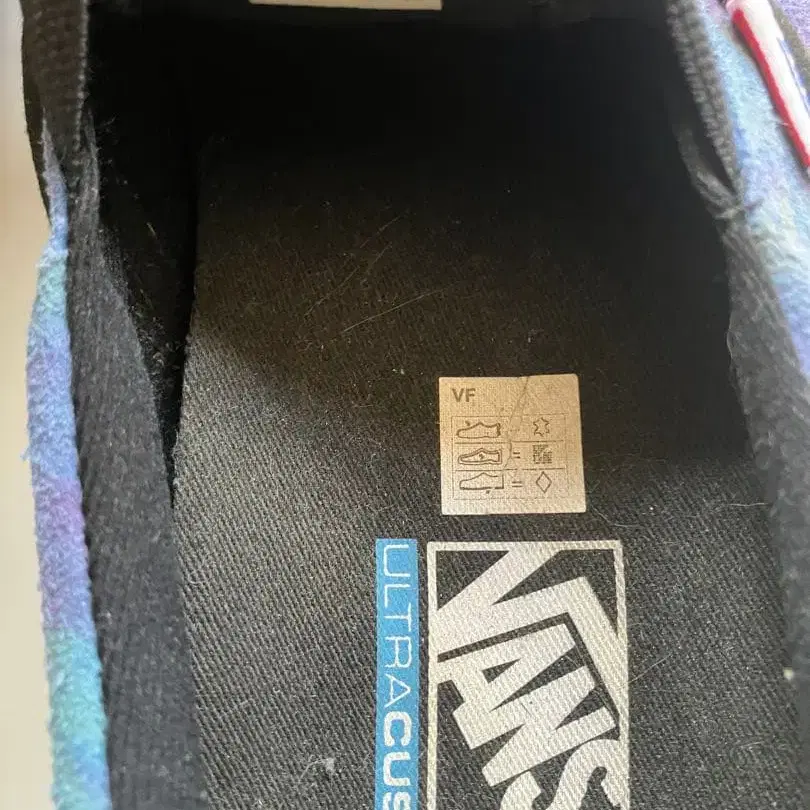 VF
=
=
ULTRACUS
VANS